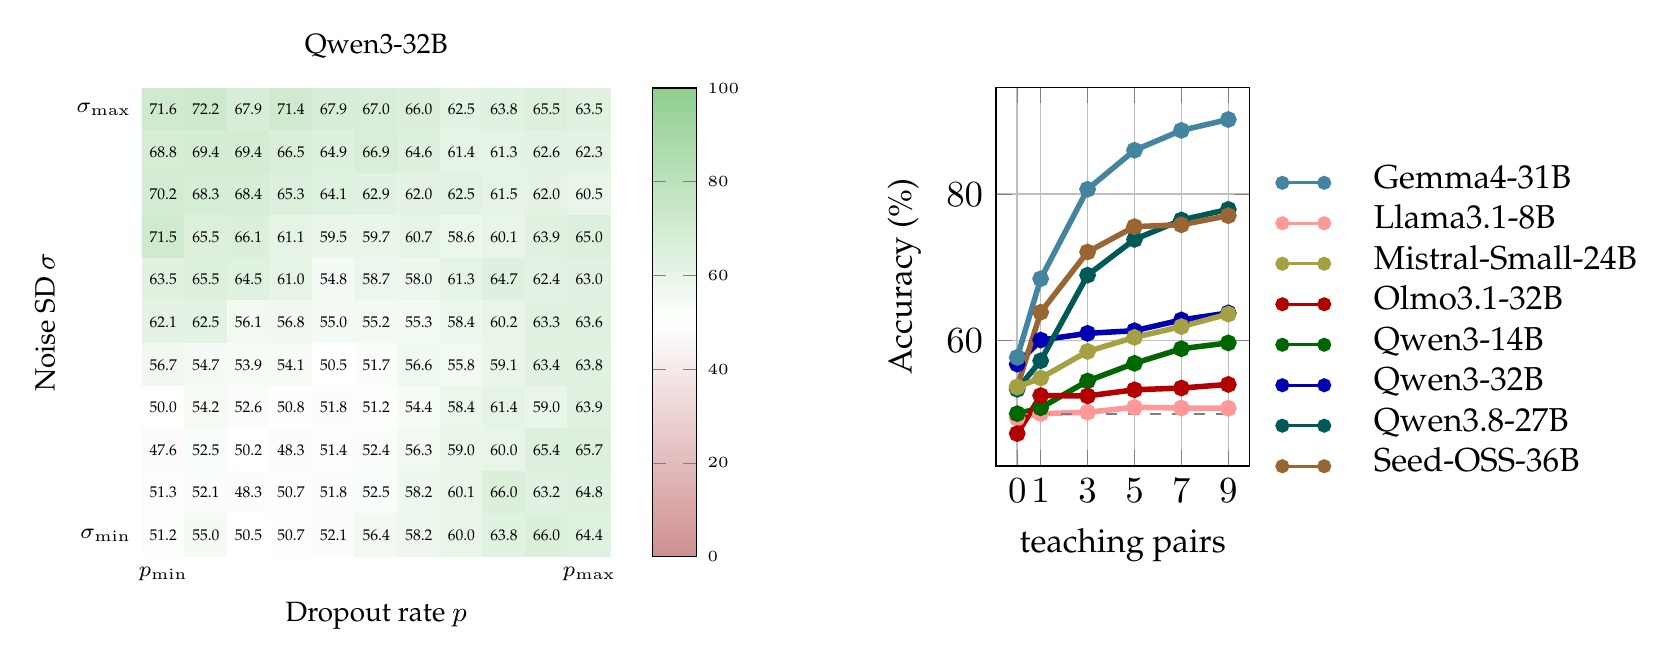 Qwen3-32B
σmax 71.6 72.2 67.9 71.4 67.9 67.0 66.0 62.5 63.8 65.5 63.5
68.8 69.4 69.4 66.5 64.9 66.9 64.6 61.4 61.3 62.6 62.3
70.2 68.3 68.4 65.3 64.1 62.9 62.0 62.5 61.5 62.0 60.5
71.5 65.5 66.1 61.1 59.5 59.7 60.7 58.6 60.1 63.9 65.0
63.5 65.5 64.5 61.0 54.8 58.7 58.0 61.3 64.7 62.4 63.0
62.1 62.5 56.1 56.8 55.0 55.2 55.3 58.4 60.2 63.3 63.6
56.7 54.7 53.9 54.1 50.5 51.7 56.6 55.8 59.1 63.4 63.8
50.0 54.2 52.6 50.8 51.8 51.2 54.4 58.4 61.4 59.0 63.9
47.6 52.5 50.2 48.3 51.4 52.4 56.3 59.0 60.0 65.4 65.7
51.3 52.1 48.3 50.7 51.8 52.5 58.2 60.1 66.0 63.2 64.8
σmin 51.2 55.0 50.5 50.7 52.1 56.4 58.2 60.0 63.8 66.0 64.4
pmin pmax
Dropout rate p
Noise SD σ
100
80
60
40
20
0
Accuracy (%)
80
60
0 1 3 5 7 9
teaching pairs
Gemma4-31B
Llama3.1-8B
Mistral-Small-24B
Olmo3.1-32B
Qwen3-14B
Qwen3-32B
Qwen3.8-27B
Seed-OSS-36B